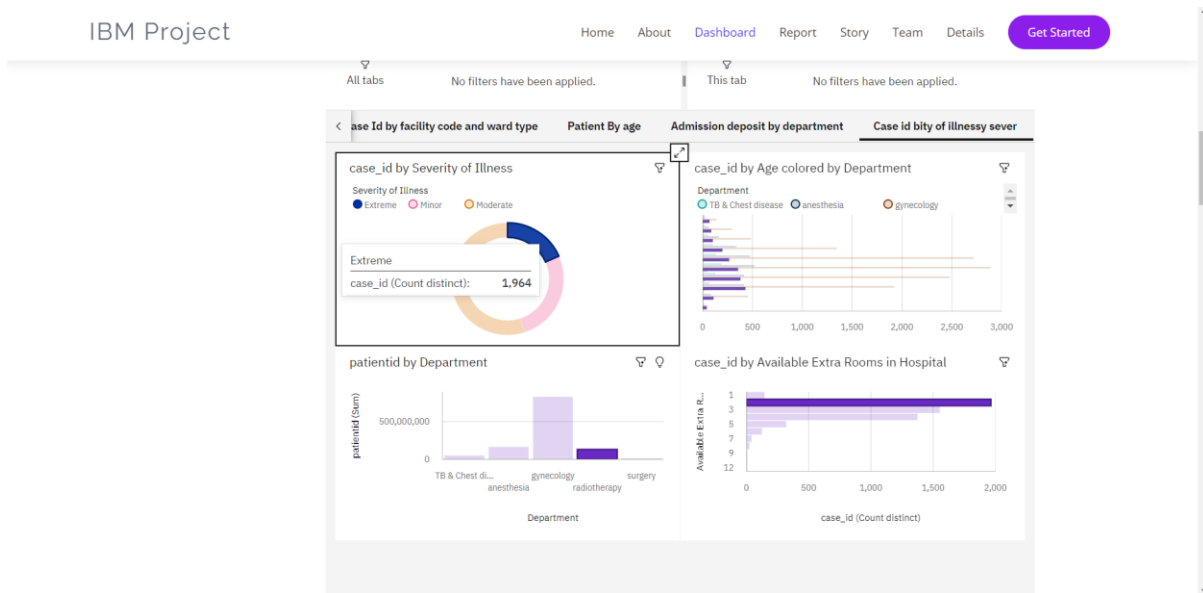 IBM Project
Home About Dashboard Report Story Team Details Get Started
All tabs No filters have been applied.
This tab No filters have been applied.
ase Id by facility code and ward type Patient By age Admission deposit by department Case id bity of illnessy sever
case_id by Severity of Illness
Severity of Illness
Extreme Minor Moderate
Extreme
case_id (Count distinct): 1,964
case_id by Age colored by Department
Department
TB & Chest disease anesthesia gynecology
0 500 1,000 1,500 2,000 2,500 3,000
patientid by Department
patientid (Sum)
500,000,000
0
TB & Chest di... anesthesia gynecology radiotherapy surgery
Department
case_id by Available Extra Rooms in Hospital
Available Extra R...
1
3
5
7
9
12
0 500 1,000 1,500 2,000
case_id (Count distinct)